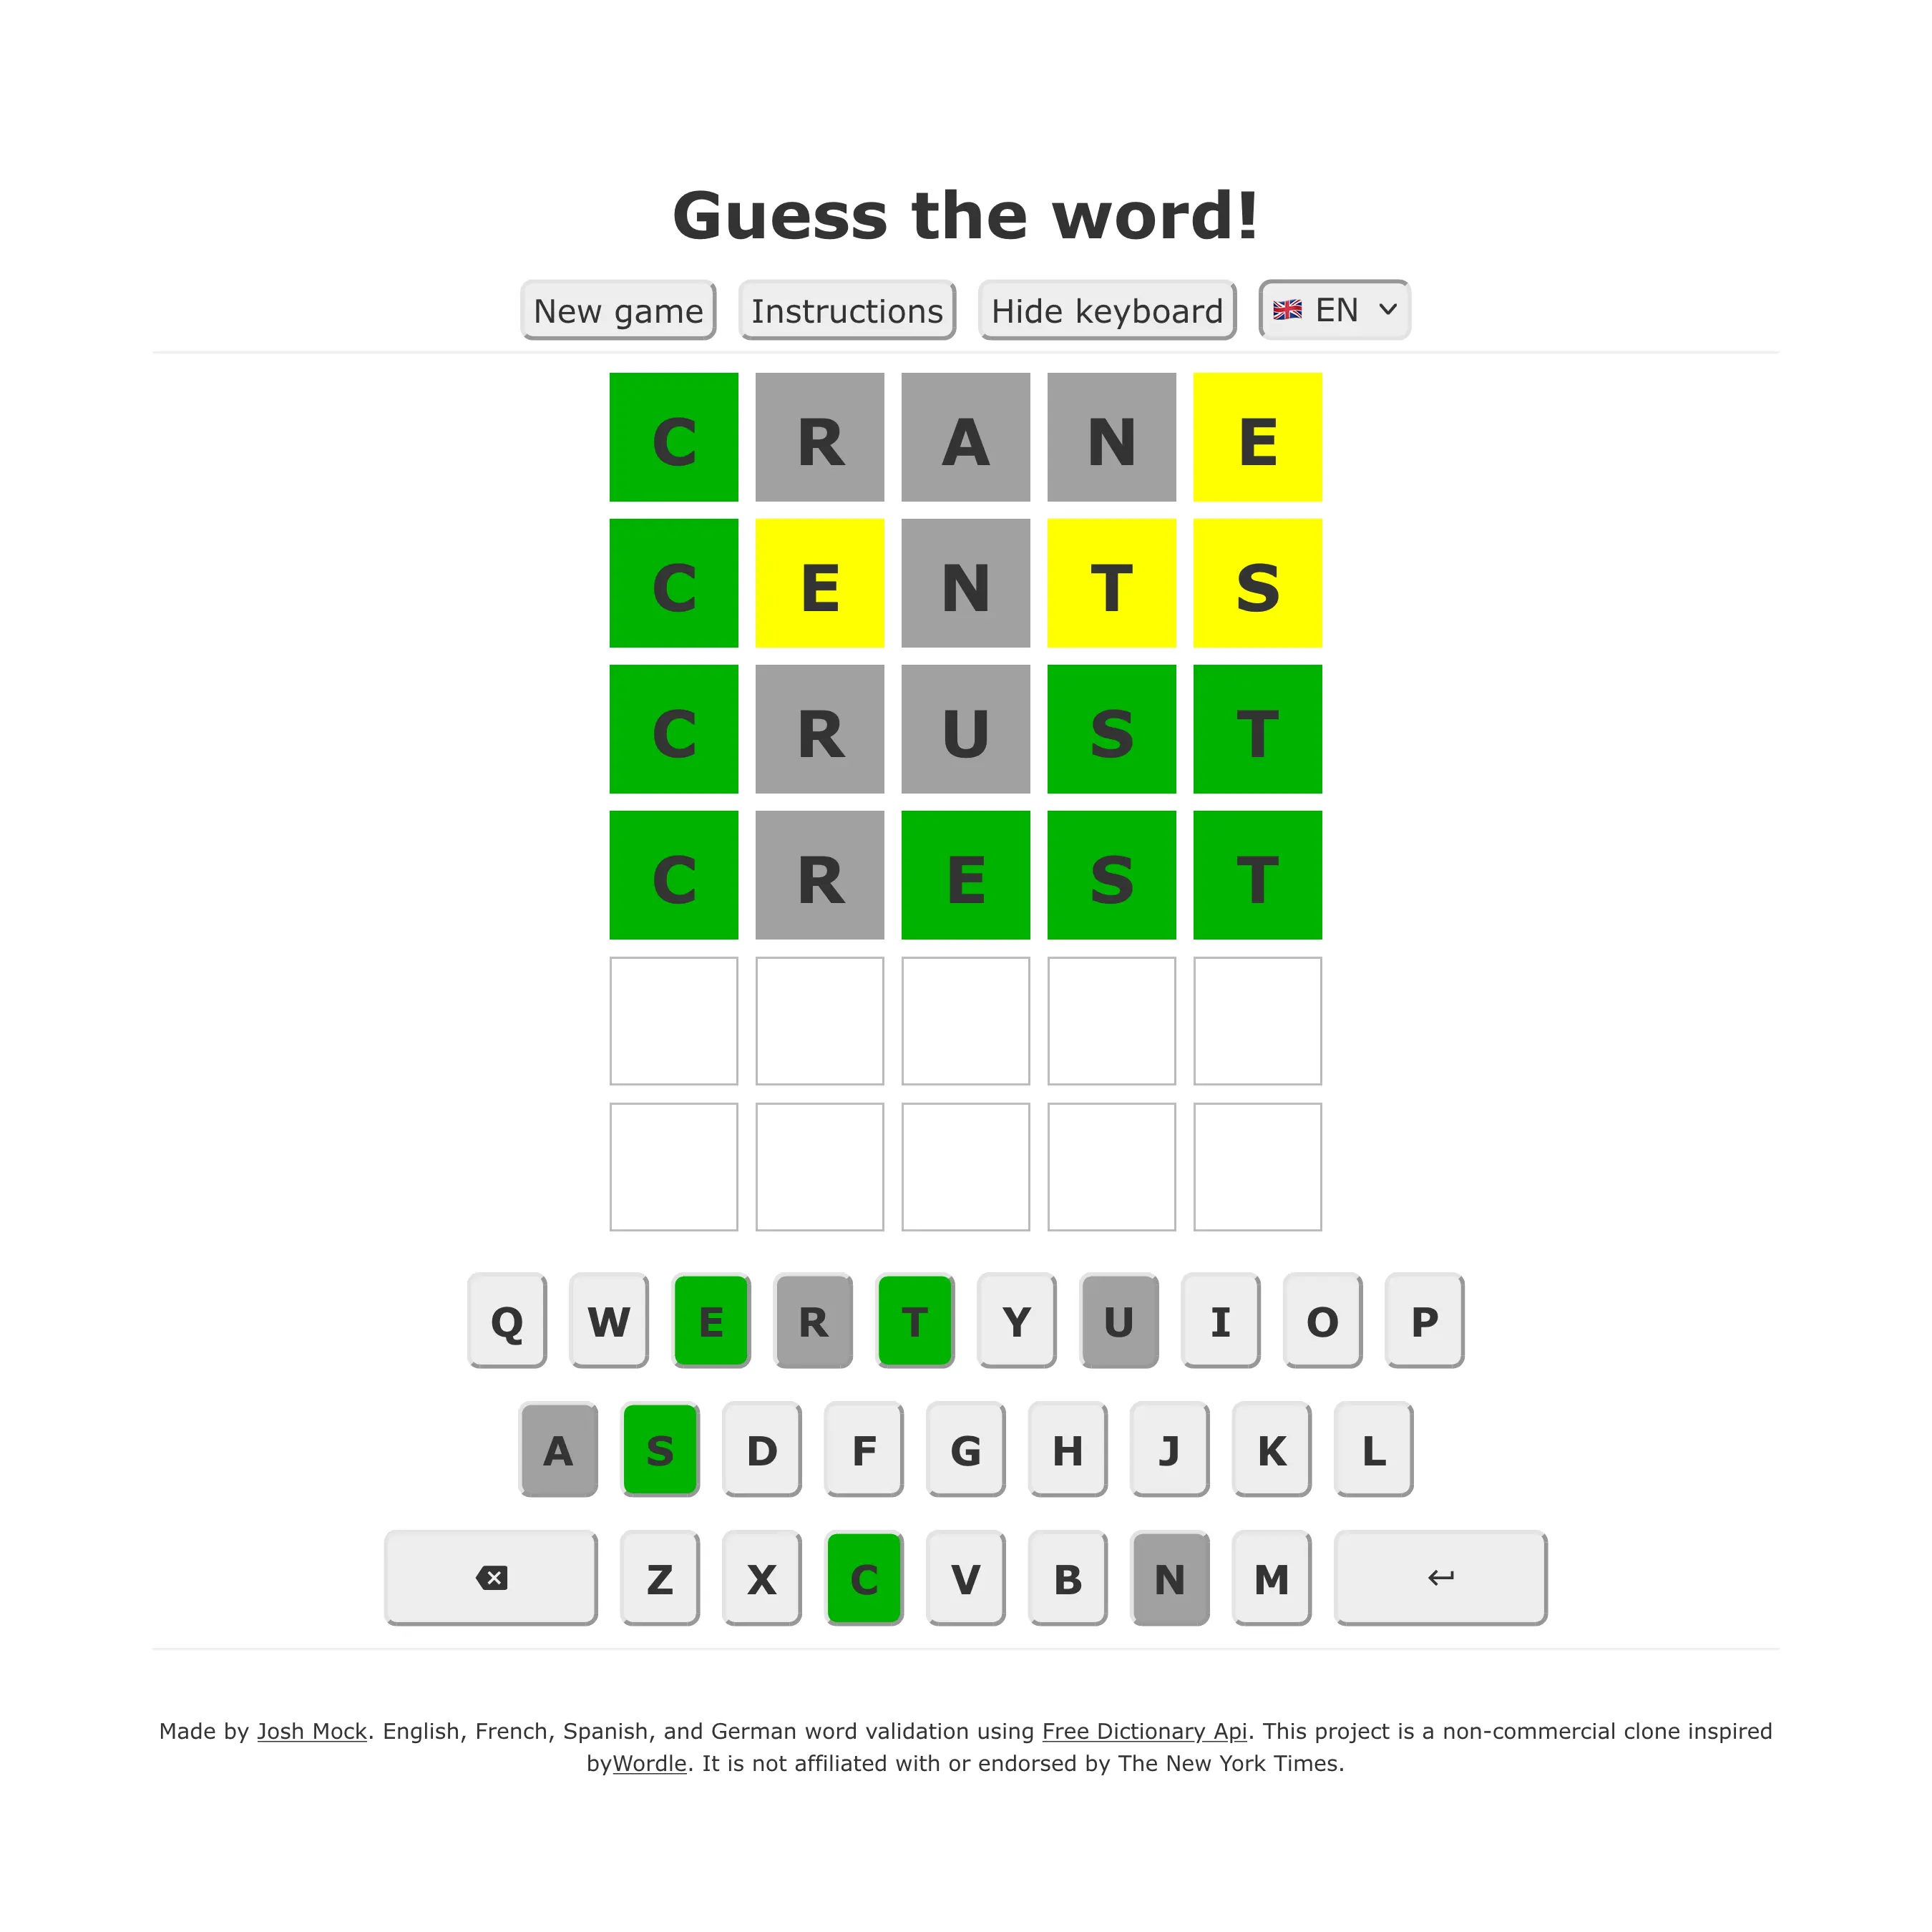 Guess the word!
New game Instructions Hide keyboard 🇬🇧 EN
C R A N E
C E N T S
C R U S T
C R E S T
Q W E R T Y U I O P
A S D F G H J K L
Z X C V B N M
Made by Josh Mock. English, French, Spanish, and German word validation using Free Dictionary Api. This project is a non-commercial clone inspired
byWordle. It is not affiliated with or endorsed by The New York Times.